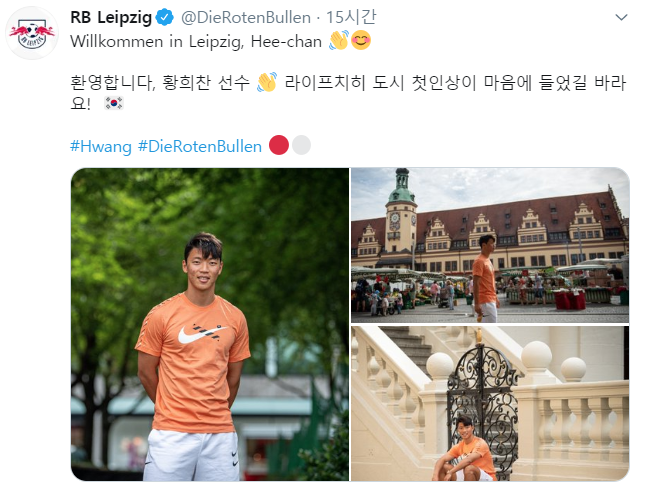 RB Leipzig @DieRotenBullen · 15시간
Willkommen in Leipzig, Hee-chan 👋😊
환영합니다, 황희찬 선수 👋 라이프치히 도시 첫인상이 마음에 들었길 바라
요! 🇰🇷
#Hwang #DieRotenBullen 🔴⚪
RB LEIPZIG